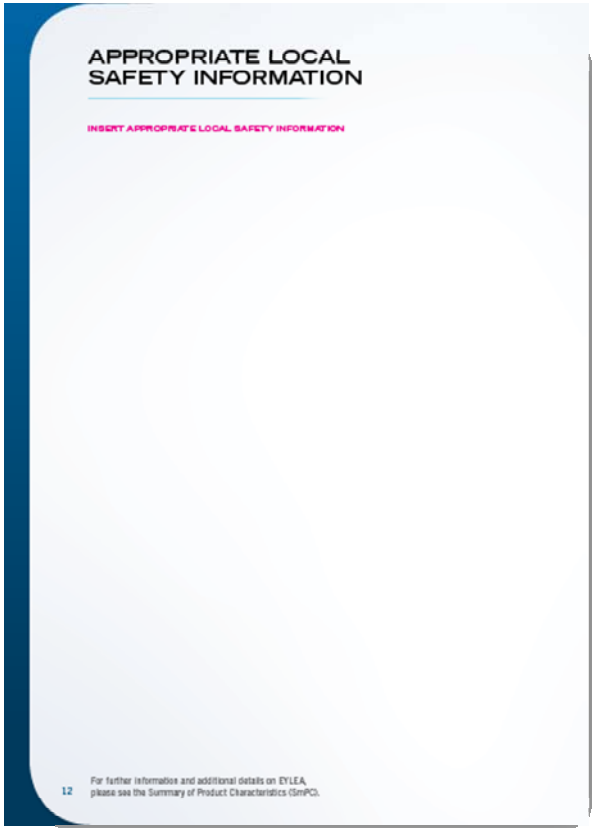 APPROPRIATE LOCAL
SAFETY INFORMATION
INSERT APPROPRIATE LOCAL SAFETY INFORMATION
For further information and additional details on EYLEA,
12 please see the Summary of Product Characteristics (SmPC).